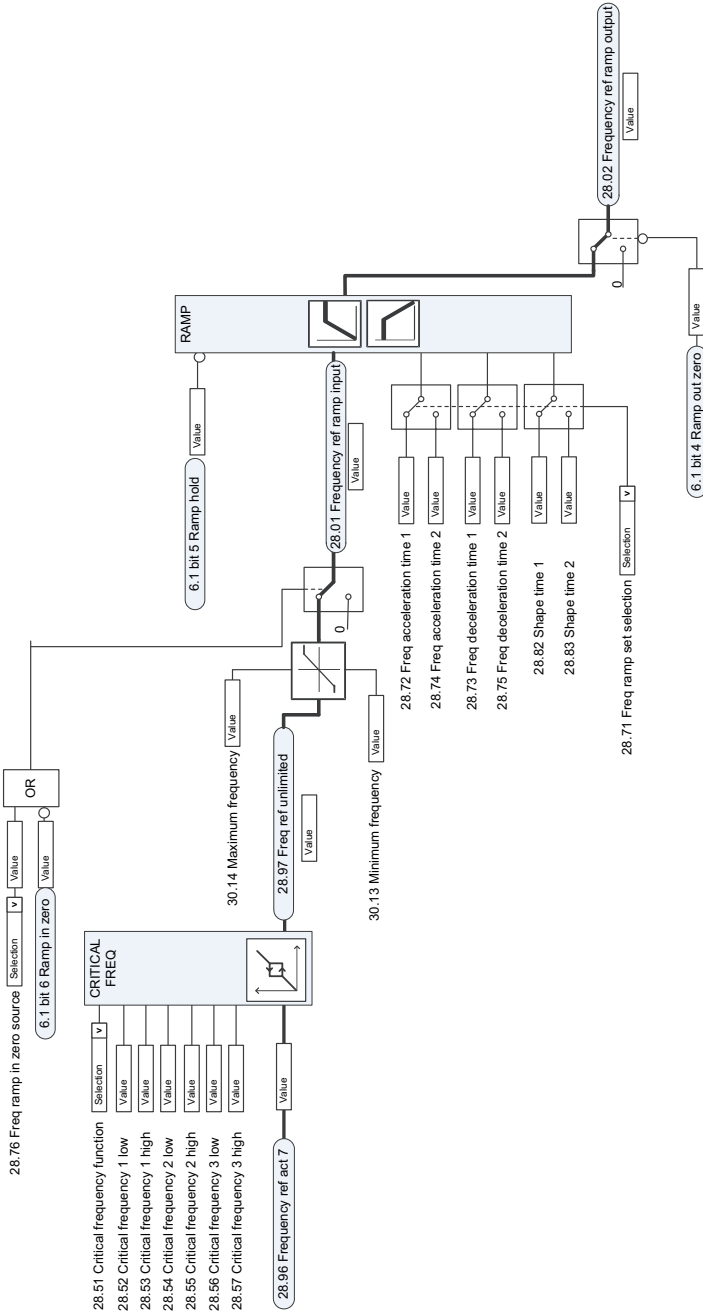 28.76 Freq ramp in zero source Selection v Value
6.1 bit 6 Ramp in zero Value
OR
28.51 Critical frequency function Selection v
28.52 Critical frequency 1 low Value
28.53 Critical frequency 1 high Value
28.54 Critical frequency 2 low Value
28.55 Critical frequency 2 high Value
28.56 Critical frequency 3 low Value
28.57 Critical frequency 3 high Value
28.96 Frequency ref act 7 Value
CRITICAL
FREQ
28.97 Freq ref unlimited
Value
30.14 Maximum frequency Value
30.13 Minimum frequency Value
0
6.1 bit 5 Ramp hold Value
28.01 Frequency ref ramp input
Value
RAMP
28.72 Freq acceleration time 1 Value
28.74 Freq acceleration time 2 Value
28.73 Freq deceleration time 1 Value
28.75 Freq deceleration time 2 Value
28.82 Shape time 1 Value
28.83 Shape time 2 Value
28.71 Freq ramp set selection Selection v
0
28.02 Frequency ref ramp output
Value
6.1 bit 4 Ramp out zero Value